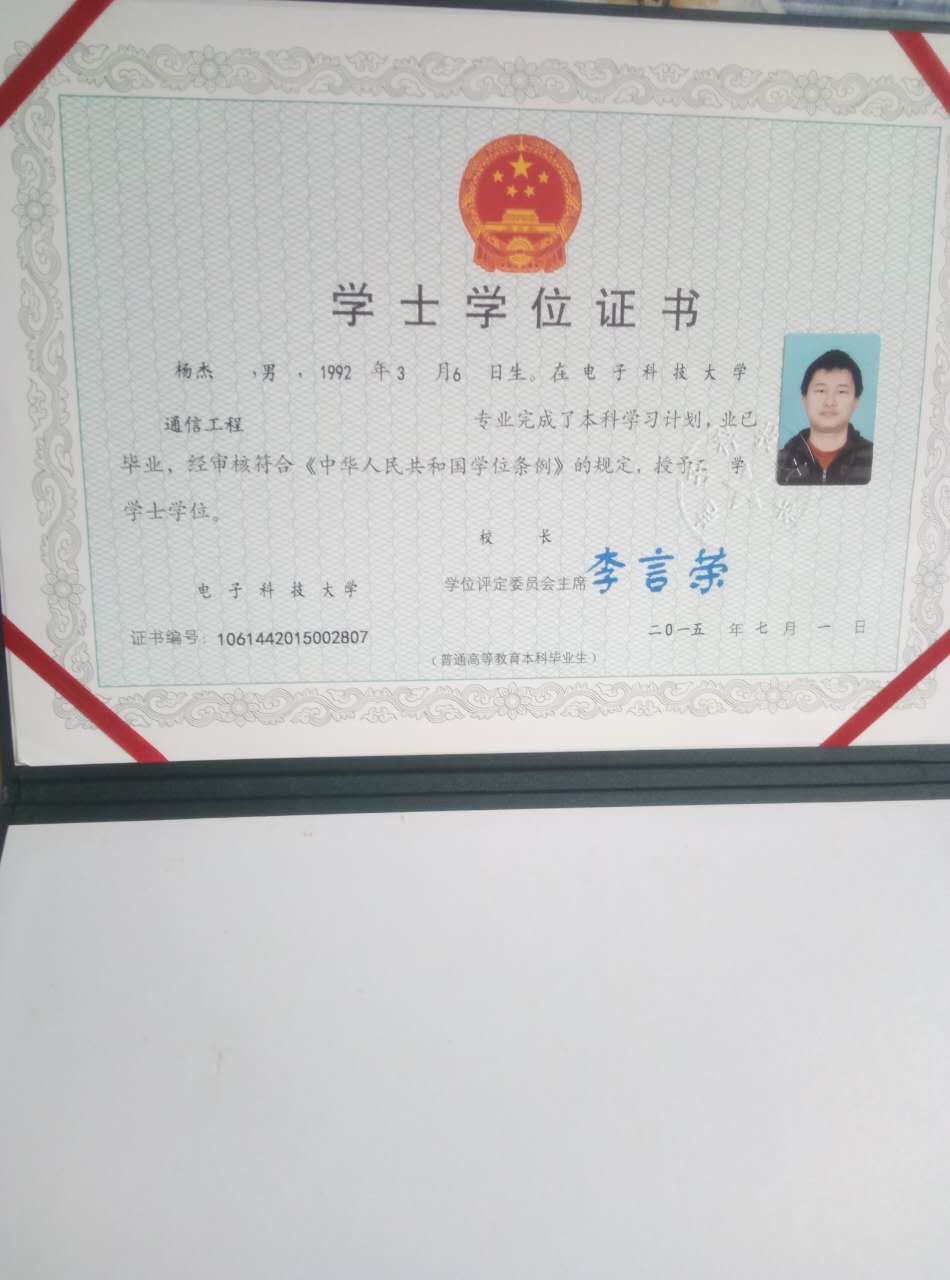 学士学位证书
杨杰 ，男 ，1992 年3 月6 日生。在电子科技大学
通信工程 专业完成了本科学习计划，业已
毕业，经审核符合《中华人民共和国学位条例》的规定，授予工 学
学士学位。
校 长
电子科技大学 学位评定委员会主席 李言荣
证书编号：1061442015002807 二0一五 年 七 月 一 日
（普通高等教育本科毕业生）